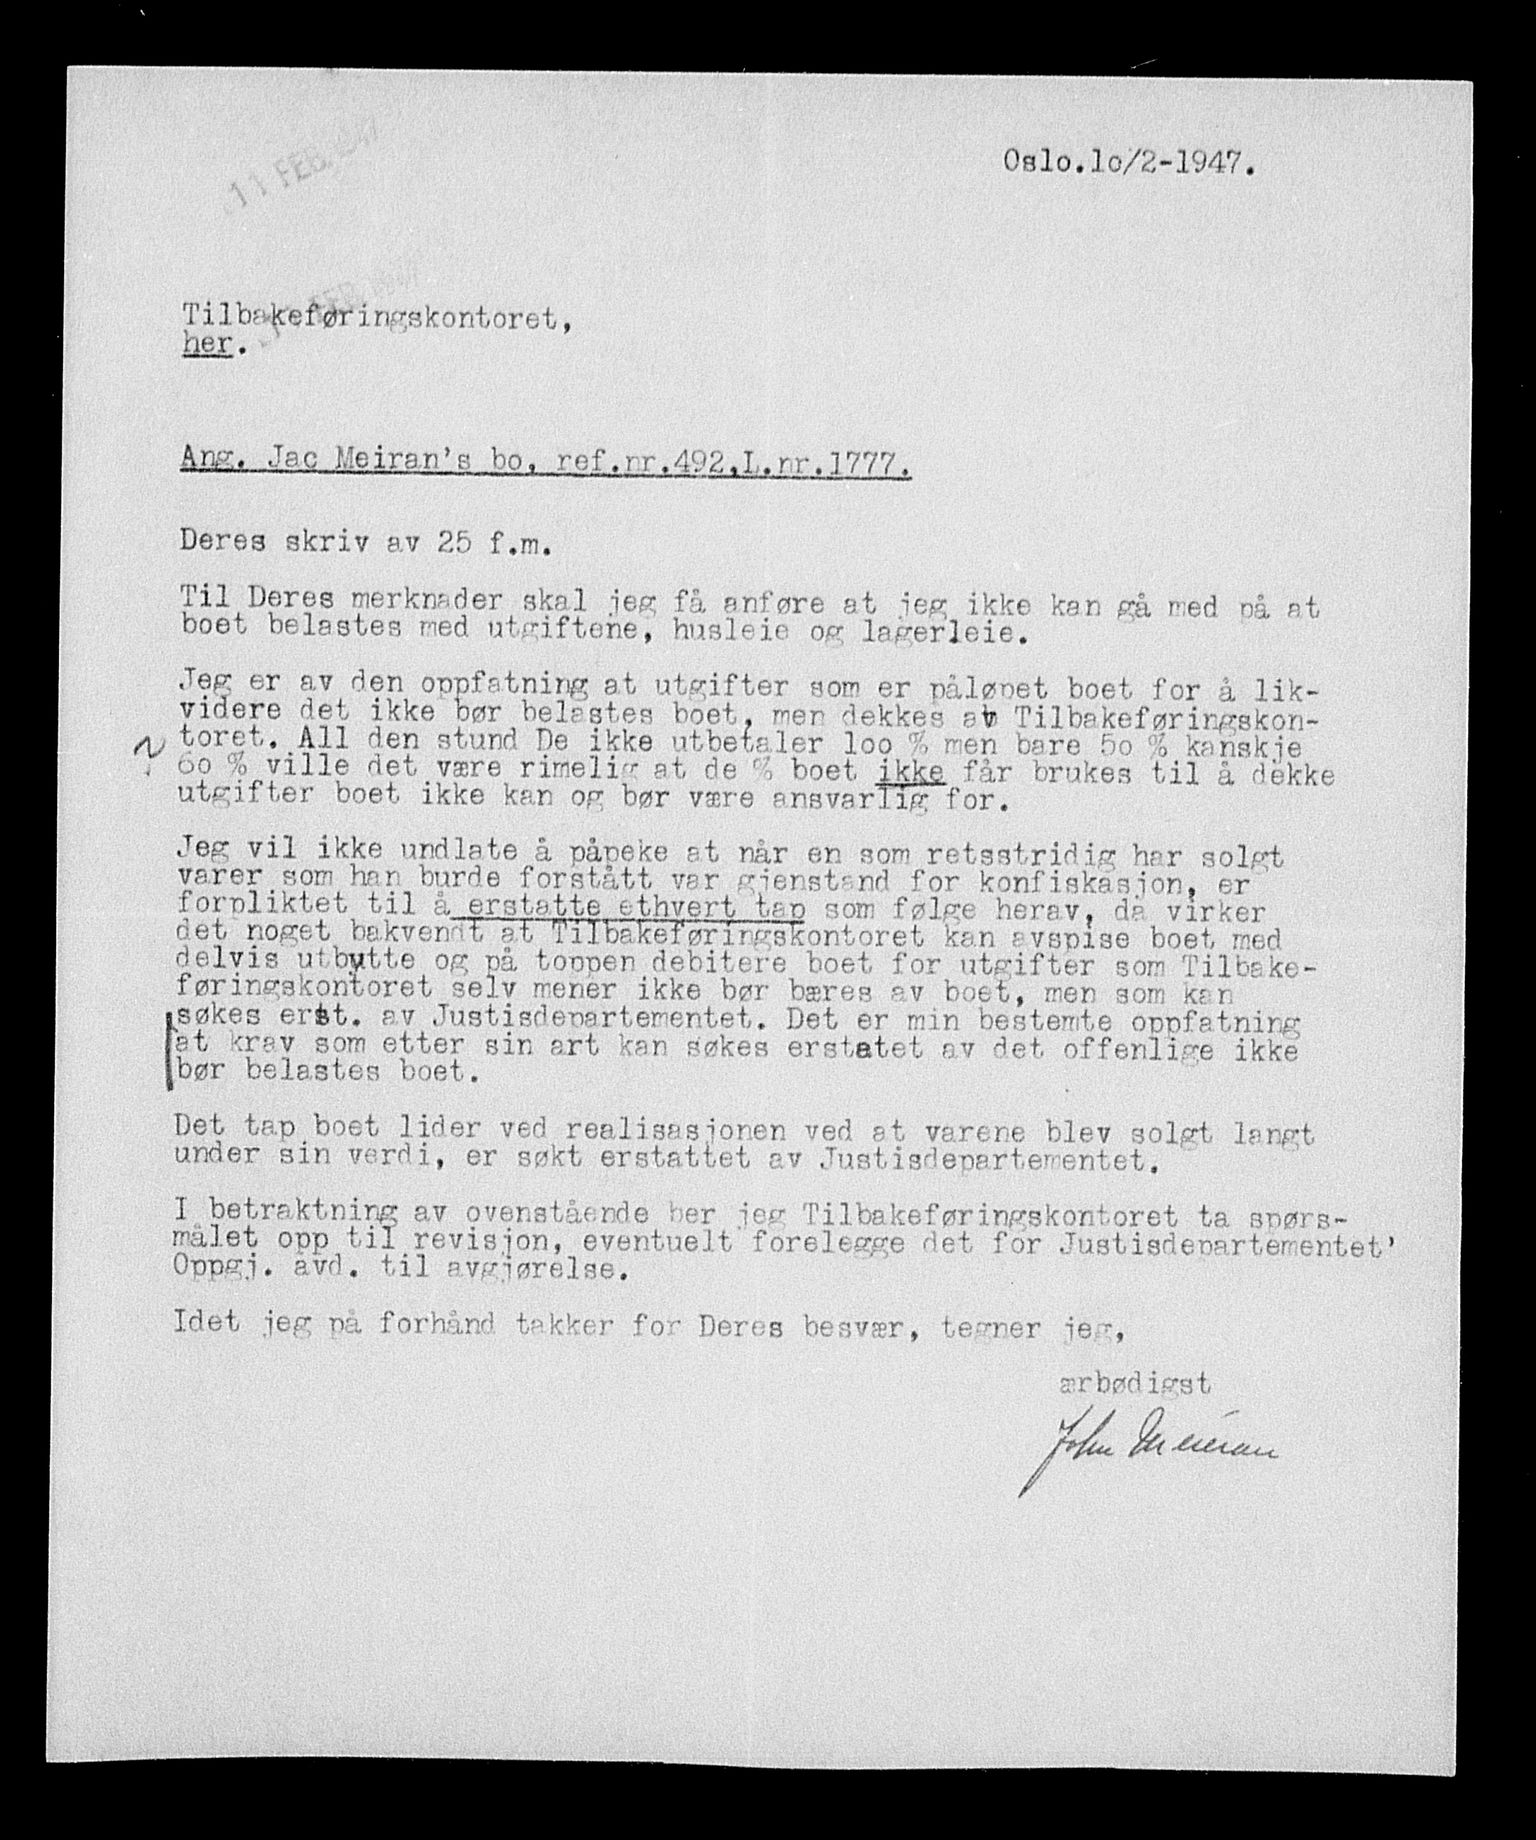 Oslo.lo/2-1947.
11 FEB. 1947
Tilbakeføringskontoret,
her.
Ang. Jac Meiran's bo, ref.nr.492,L.nr.1777.
Deres skriv av 25 f.m.
Til Deres merknader skal jeg få anføre at jeg ikke kan gå med på at
boet belastes med utgiftene, husleie og lagerleie.
Jeg er av den oppfatning at utgifter som er påløpet boet for å lik-
videre det ikke bør belastes boet, men dekkes av Tilbakeføringskon-
toret. All den stund De ikke utbetaler loo % men bare 5o % kanskje
6o % ville det være rimelig at de % boet ikke får brukes til å dekke
utgifter boet ikke kan og bør være ansvarlig for.
Jeg vil ikke undlate å påpeke at når en som retsstridig har solgt
varer som han burde forstått var gjenstand for konfiskasjon, er
forpliktet til å erstatte ethvert tap som følge herav, da virker
det noget bakvendt at Tilbakeføringskontoret kan avspise boet med
delvis utbytte og på toppen debitere boet for utgifter som Tilbake-
føringskontoret selv mener ikke bør bæres av boet, men som kan
søkes erst. av Justisdepartementet. Det er min bestemte oppfatning
at krav som etter sin art kan søkes erstatet av det offenlige ikke
bør belastes boet.
Det tap boet lider ved realisasjonen ved at varene blev solgt langt
under sin verdi, er søkt erstattet av Justisdepartementet.
I betraktning av ovenstående ber jeg Tilbakeføringskontoret ta spørs-
målet opp til revisjon, eventuelt forelegge det for Justisdepartementet'
Oppgj. avd. til avgjørelse.
Idet jeg på forhånd takker for Deres besvær, tegner jeg,
ærbødigst
John Meieran